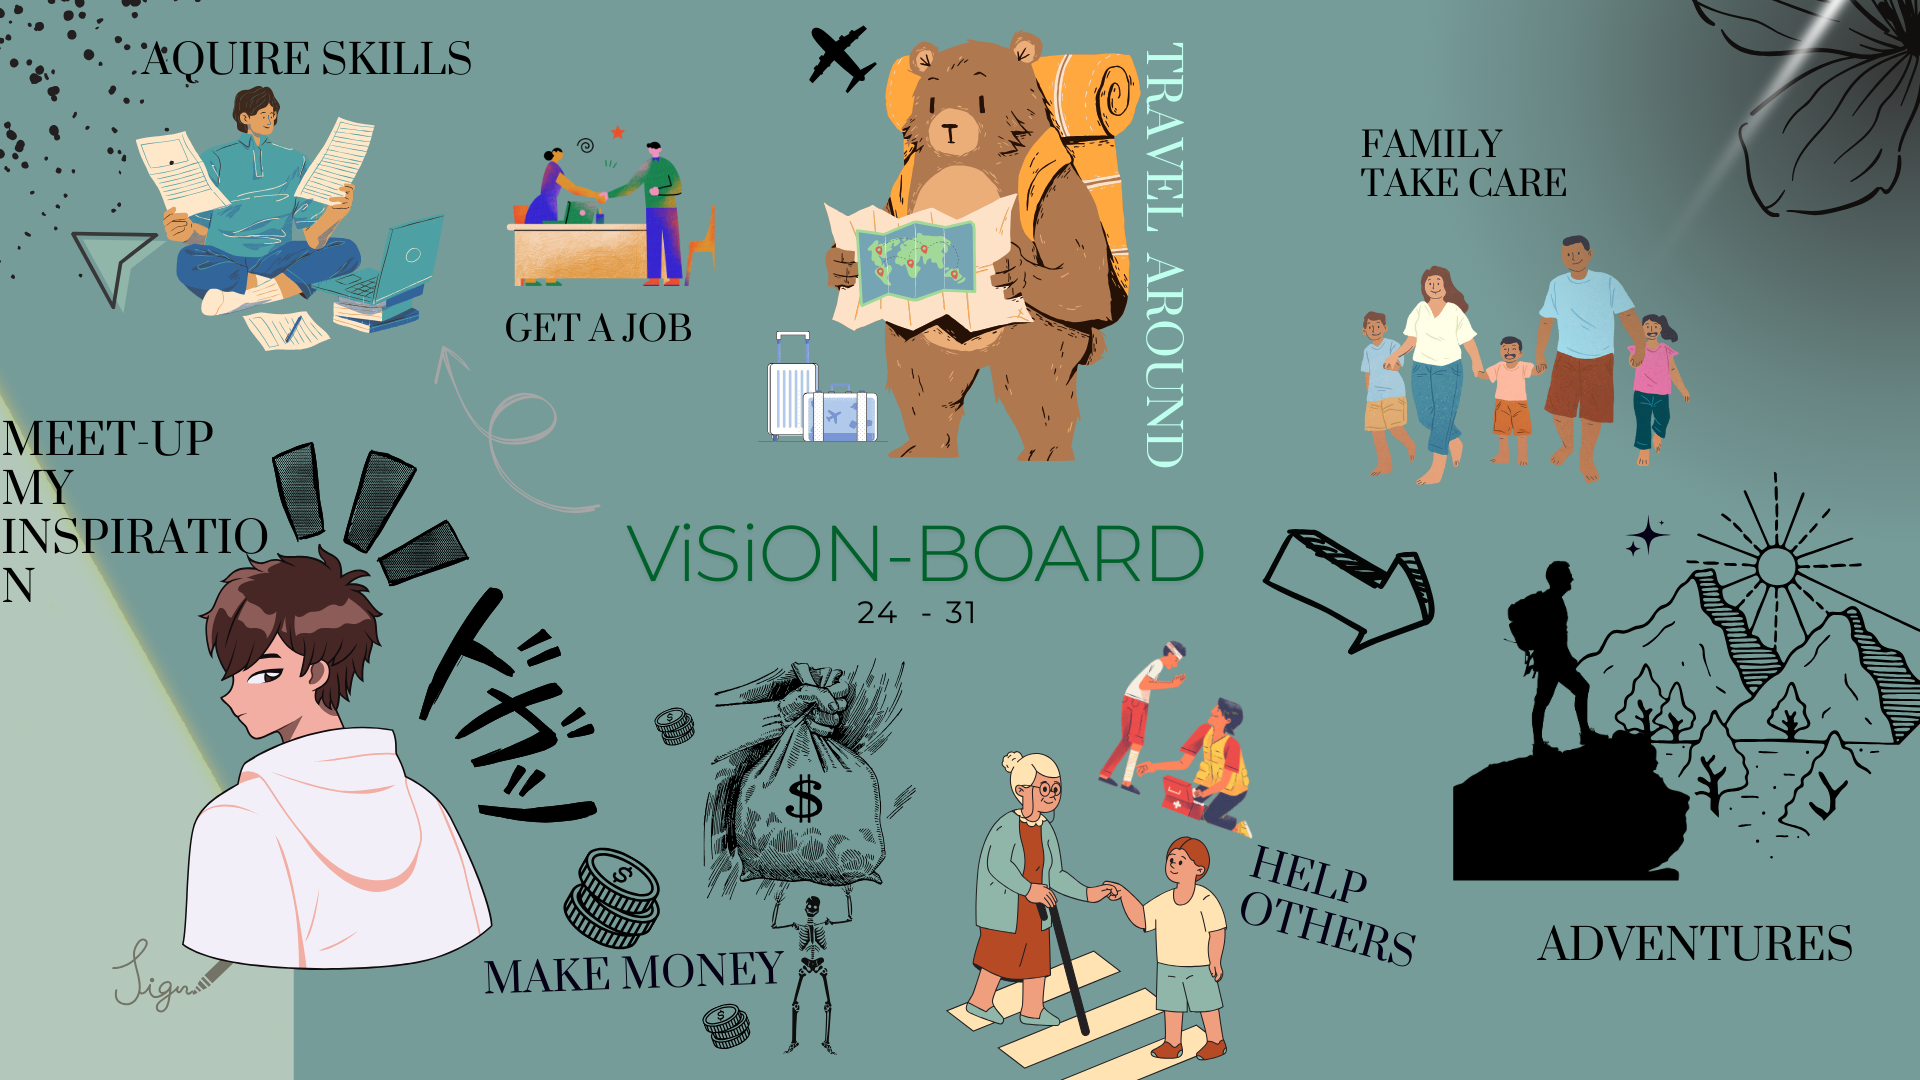 AQUIRE SKILLS
GET A JOB
TRAVEL AROUND
FAMILY
TAKE CARE
MEET-UP
MY
INSPIRATIO
N
ドガッ
ViSiON-BOARD
24 - 31
$
$
$
$
MAKE MONEY
HELP
OTHERS
ADVENTURES
Sign